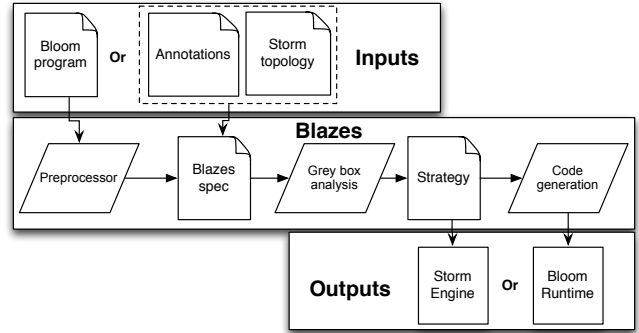 Bloom
program
Or
Annotations
Storm
topology
Inputs
Blazes
Preprocessor
Blazes
spec
Grey box
analysis
Strategy
Code
generation
Outputs
Storm
Engine
Or
Bloom
Runtime